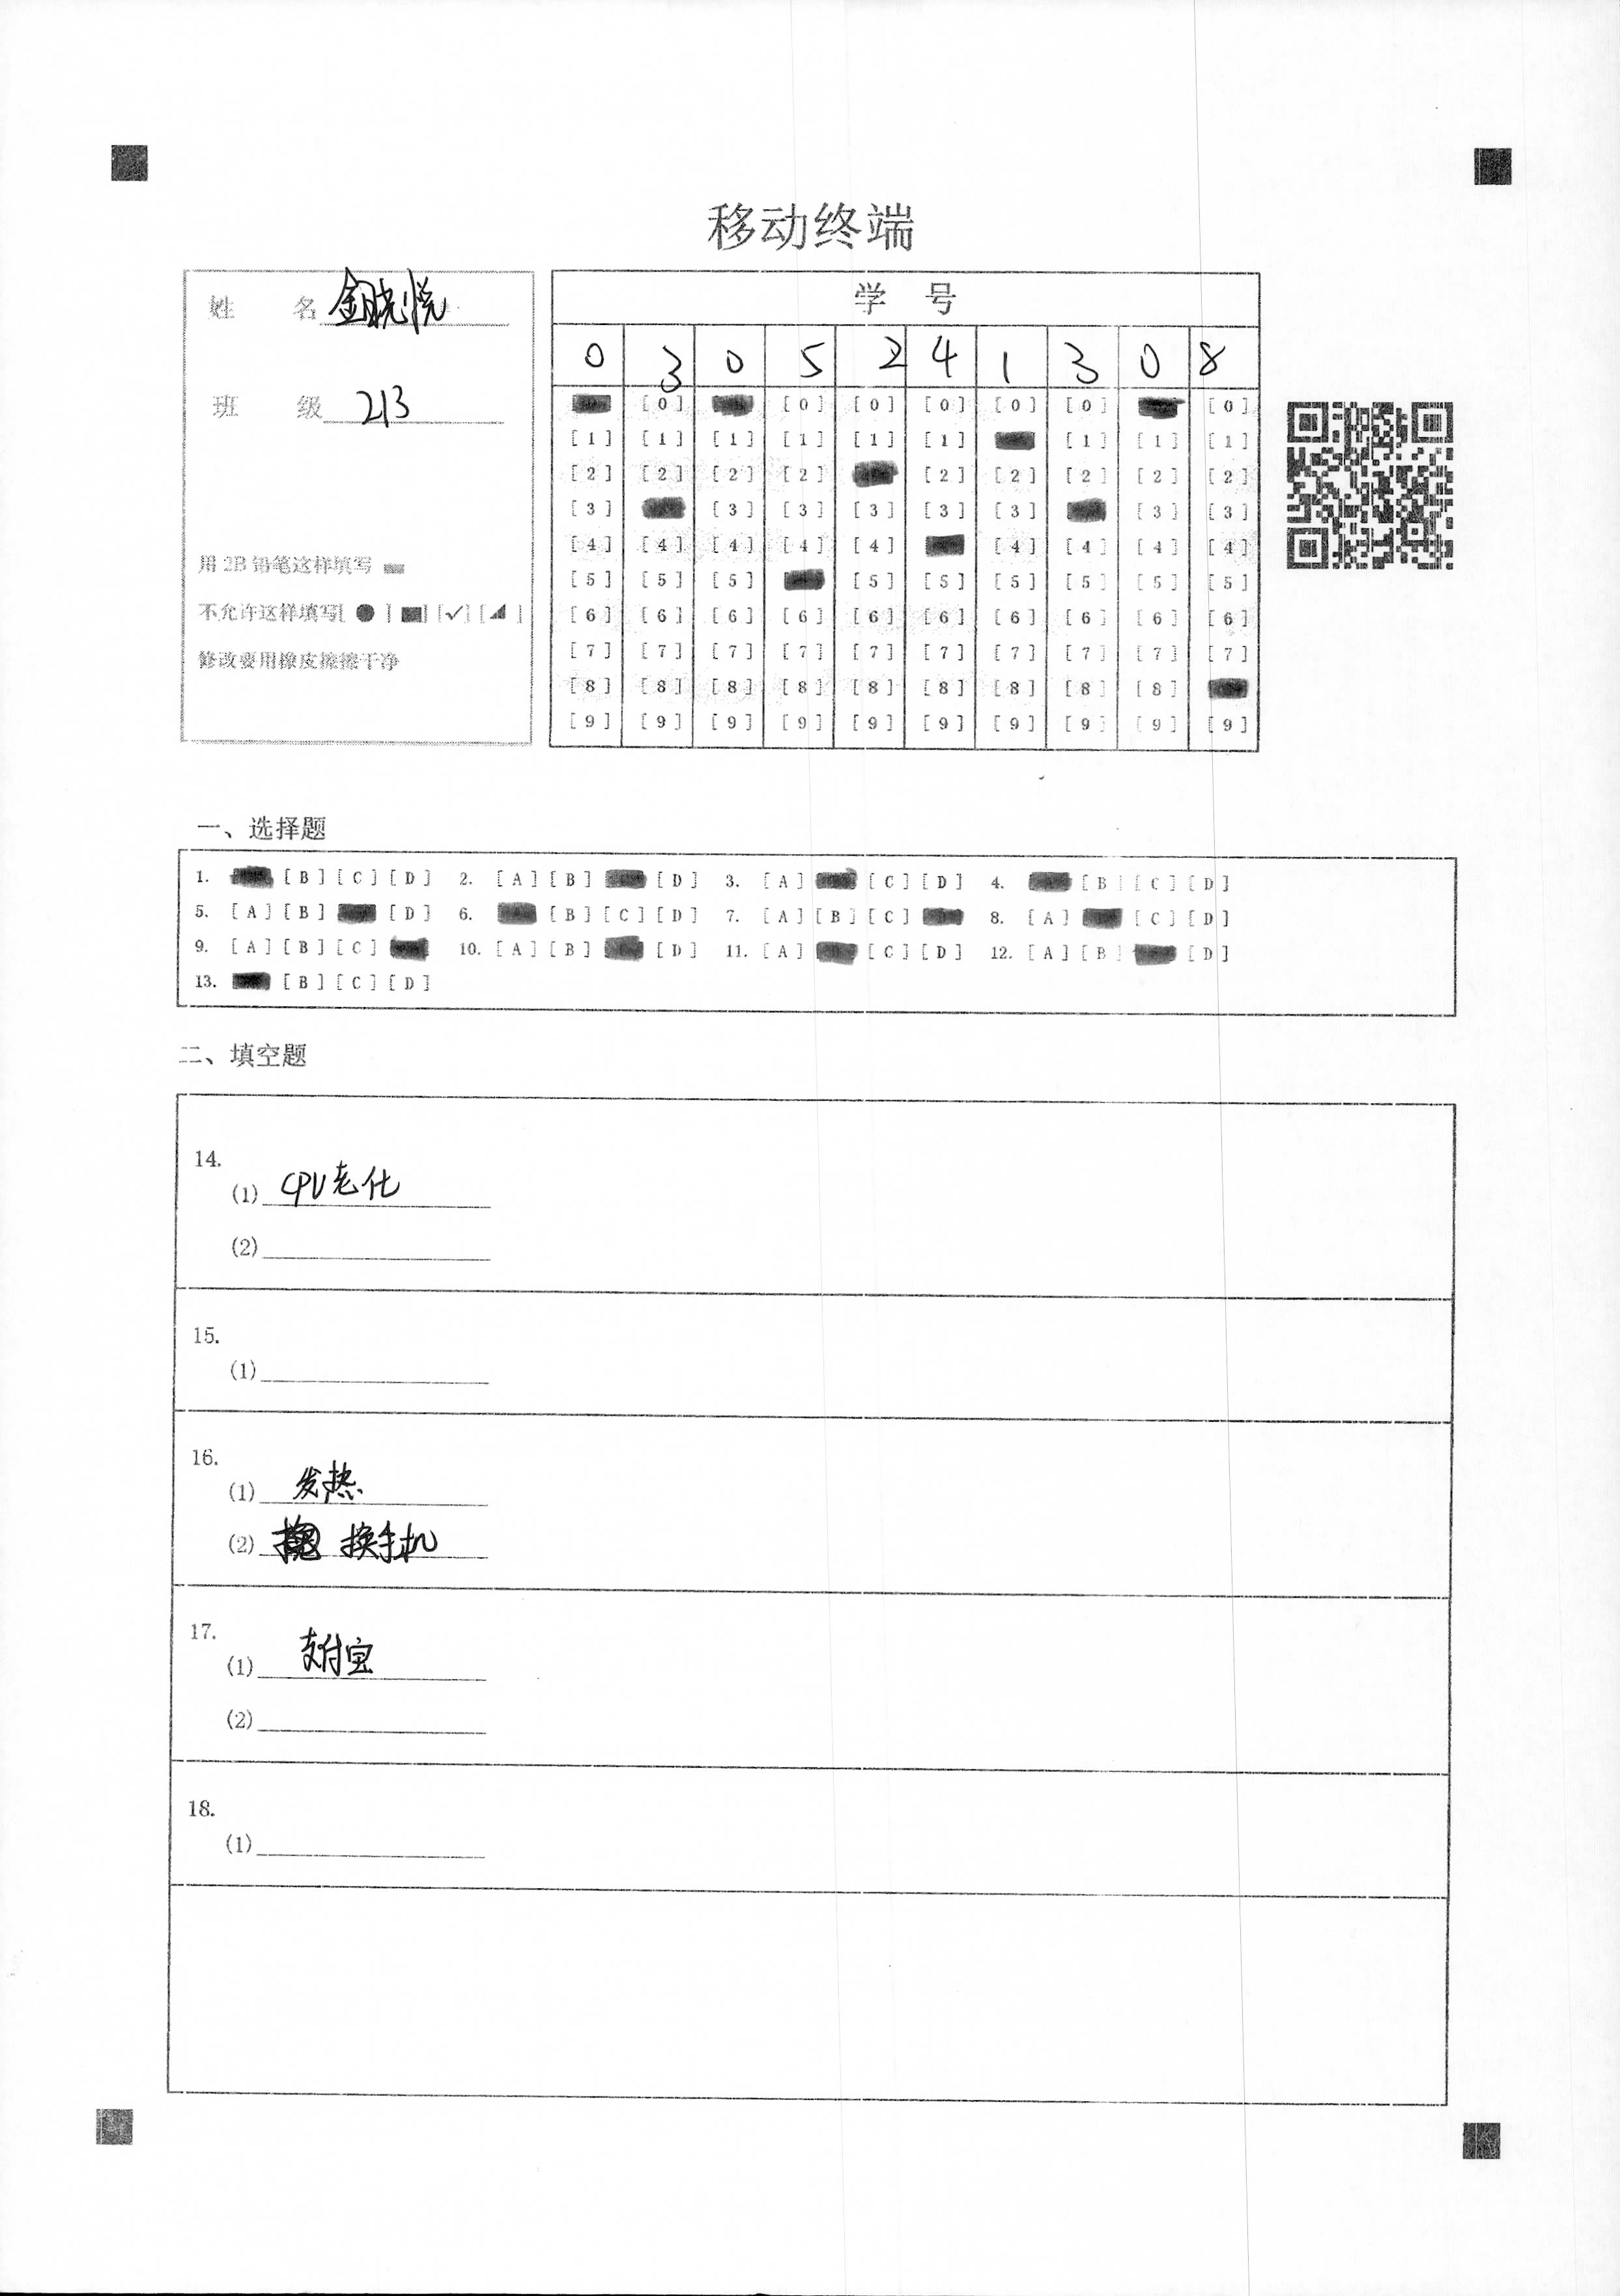 移动终端
姓 名 金晓悦
班 级 213
用 2B 铅笔这样填写
不允许这样填写[ ● ] [■] [✓] [◢ ]
修改要用橡皮擦擦干净
学 号
0 3 0 5 2 4 1 3 0 8
[0] [0] [0] [0] [0] [0] [0]
[1] [1] [1] [1] [1] [1] [1] [1] [1]
[2] [2] [2] [2] [2] [2] [2] [2] [2]
[3] [3] [3] [3] [3] [3] [3] [3]
[4] [4] [4] [4] [4] [4] [4] [4] [4]
[5] [5] [5] [5] [5] [5] [5] [5] [5]
[6] [6] [6] [6] [6] [6] [6] [6] [6] [6]
[7] [7] [7] [7] [7] [7] [7] [7] [7] [7]
[8] [8] [8] [8] [8] [8] [8] [8] [8]
[9] [9] [9] [9] [9] [9] [9] [9] [9] [9]
一、选择题
1. [B] [C] [D] 2. [A] [B] [D] 3. [A] [C] [D] 4. [B] [C] [D]
5. [A] [B] [D] 6. [B] [C] [D] 7. [A] [B] [C] 8. [A] [C] [D]
9. [A] [B] [C] 10. [A] [B] [D] 11. [A] [C] [D] 12. [A] [B] [D]
13. [B] [C] [D]
二、填空题
14.
(1) CPU老化
(2)
15.
(1)
16.
(1) 发热
(2) 换手机
17.
(1) 支付宝
(2)
18.
(1)